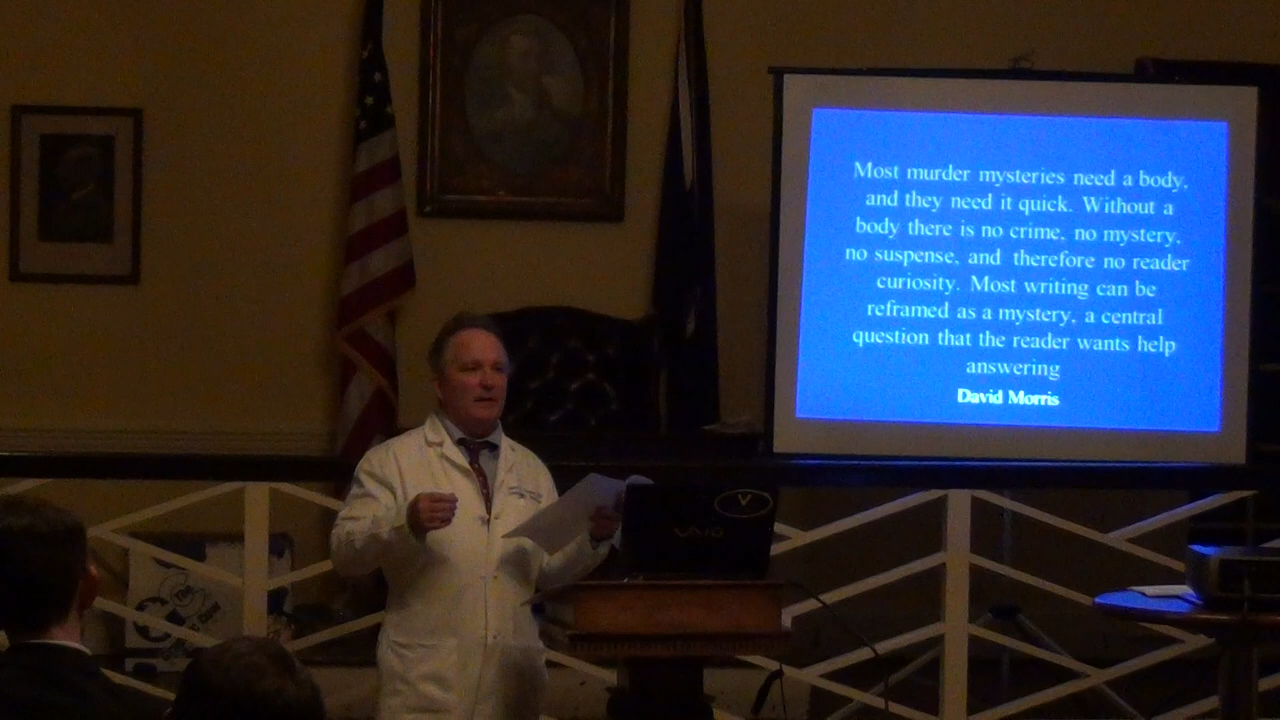 Most murder mysteries need a body,
and they need it quick. Without a
body there is no crime, no mystery,
no suspense, and therefore no reader
curiosity. Most writing can be
reframed as a mystery, a central
question that the reader wants help
answering
David Morris
V
VAIO